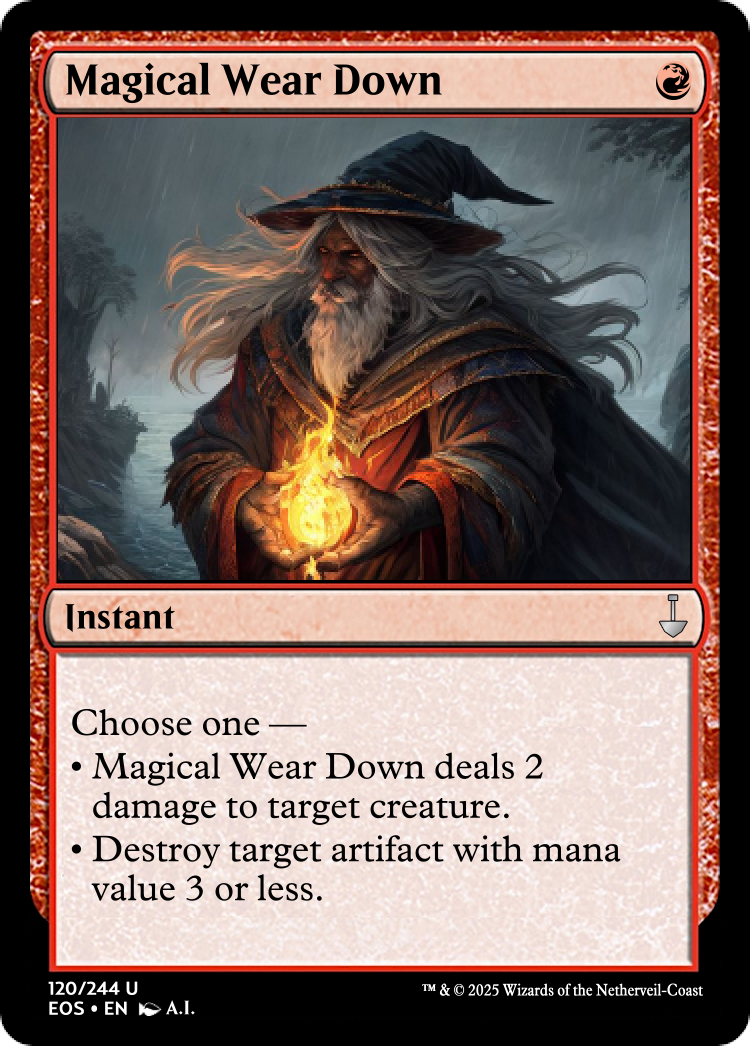 Magical Wear Down
Instant
Choose one —
• Magical Wear Down deals 2
damage to target creature.
• Destroy target artifact with mana
value 3 or less.
120/244 U
EOS • EN A.I.
™ & © 2025 Wizards of the Netherveil-Coast